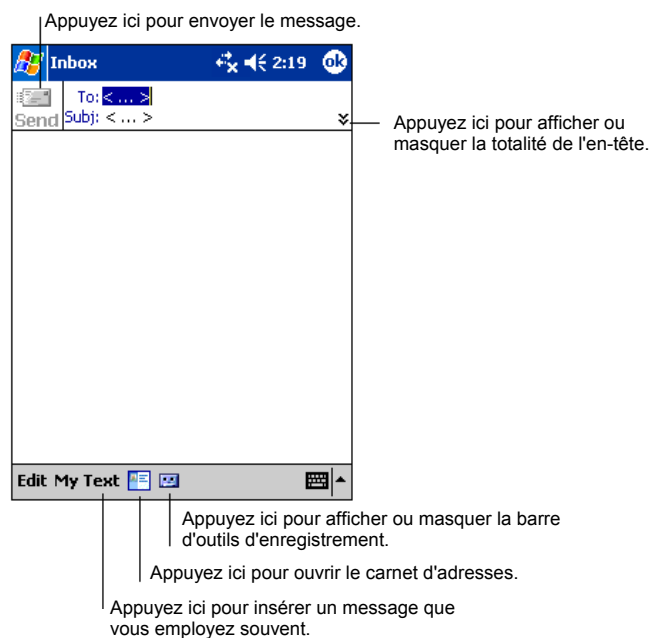 Appuyez ici pour envoyer le message.
Inbox 2:19 ok
To: < ... >
Send Subj: < ... >
Appuyez ici pour afficher ou
masquer la totalité de l'en-tête.
Edit My Text
Appuyez ici pour afficher ou masquer la barre
d'outils d'enregistrement.
Appuyez ici pour ouvrir le carnet d'adresses.
Appuyez ici pour insérer un message que
vous employez souvent.